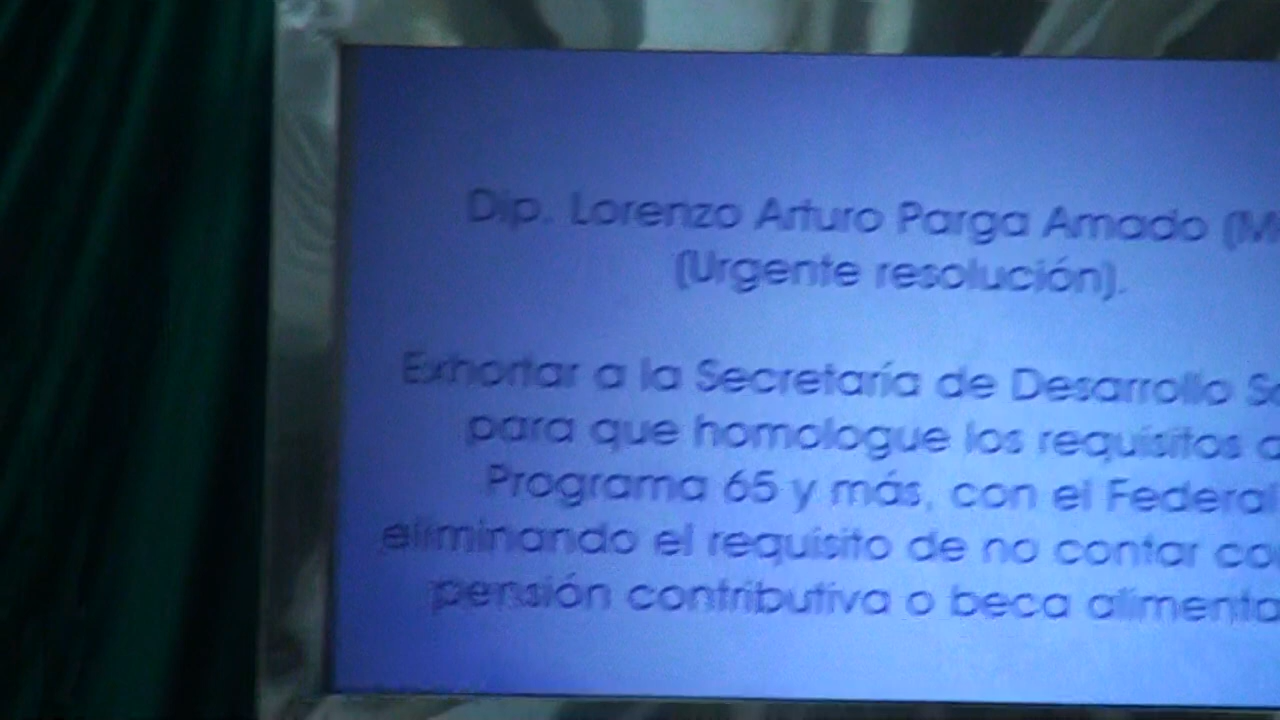 Dip. Lorenzo Arturo Parga Amado (M
(Urgente resolución).
Exhortar a la Secretaría de Desarrollo
para que homologue los requisitos
Programa 65 y más, con el Federal
eliminando el requisito de no contar
pensión contributiva o beca